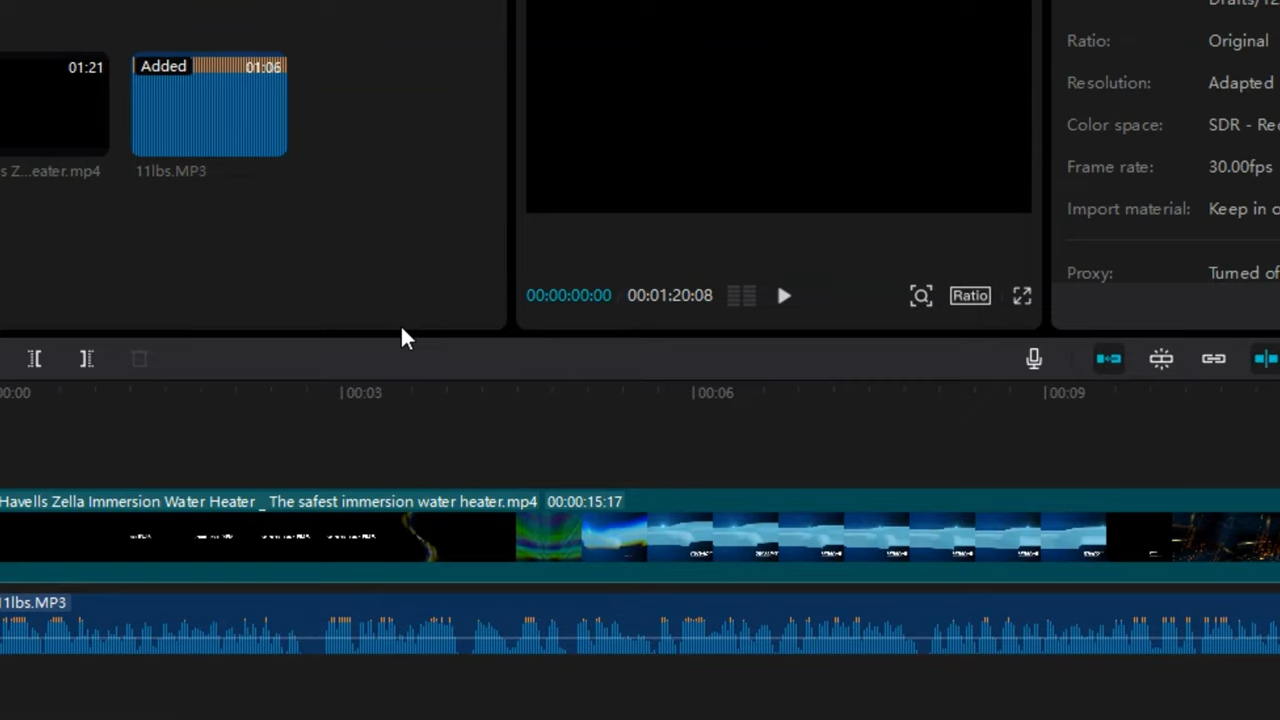 Drafts/12
Ratio: Original
01:21
Added 01:06
Resolution: Adapted
Color space: SDR - Rec
Frame rate: 30.00fps
s Z...eater.mp4 11lbs.MP3
Import material: Keep in o
Proxy: Turned of
00:00:00:00 00:01:20:08 Ratio
00:00 00:03 00:06 00:09
Havells Zella Immersion Water Heater _ The safest immersion water heater.mp4 00:00:15:17
11lbs.MP3